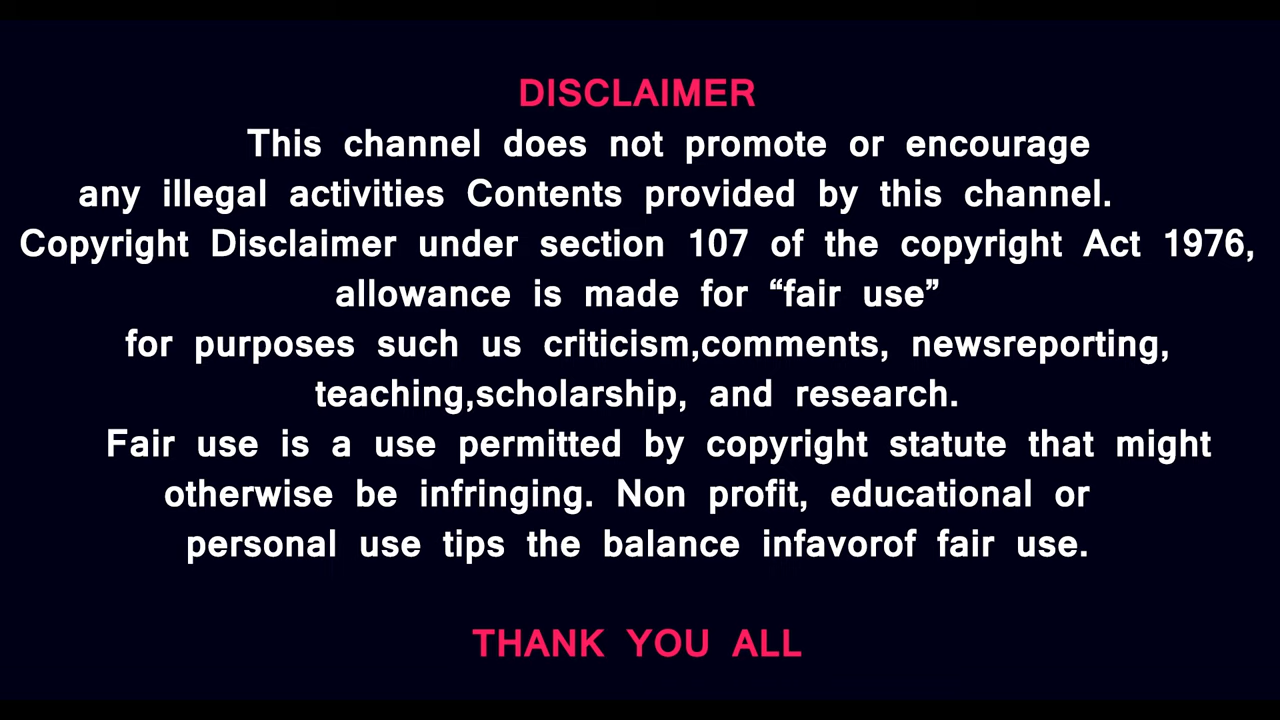 DISCLAIMER
This channel does not promote or encourage
any illegal activities Contents provided by this channel.
Copyright Disclaimer under section 107 of the copyright Act 1976,
allowance is made for “fair use”
for purposes such us criticism,comments, newsreporting,
teaching,scholarship, and research.
Fair use is a use permitted by copyright statute that might
otherwise be infringing. Non profit, educational or
personal use tips the balance infavorof fair use.
THANK YOU ALL